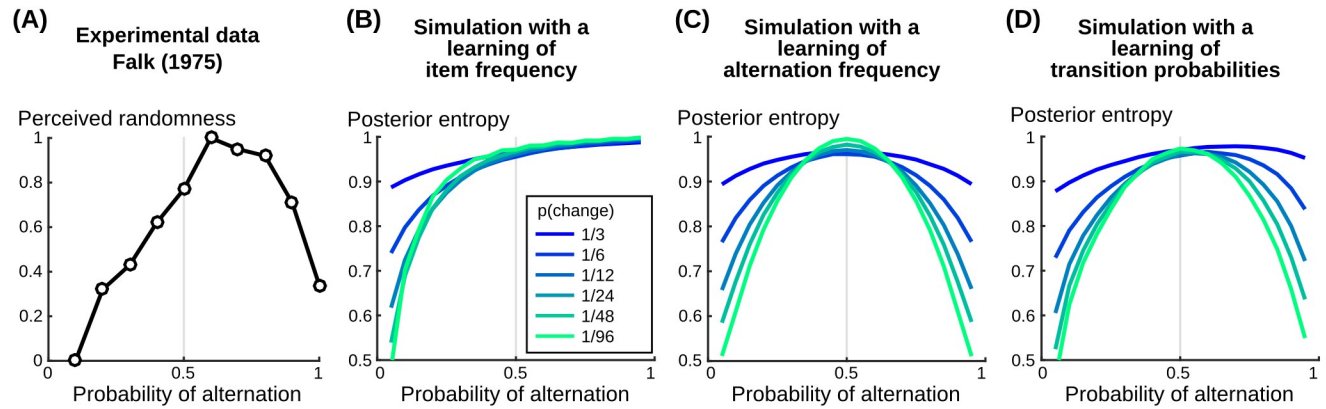 (A)
Experimental data
Falk (1975)
Perceived randomness
1
0.8
0.6
0.4
0.2
0
0
0.5
1
Probability of alternation
(B)
Simulation with a
learning of
item frequency
Posterior entropy
1
0.9
0.8
0.7
0.6
0.5
p(change)
1/3
1/6
1/12
1/24
1/48
1/96
0
0.5
1
Probability of alternation
(C)
Simulation with a
learning of
alternation frequency
Posterior entropy
1
0.9
0.8
0.7
0.6
0.5
0
0.5
1
Probability of alternation
(D)
Simulation with a
learning of
transition probabilities
Posterior entropy
1
0.9
0.8
0.7
0.6
0.5
0
0.5
1
Probability of alternation